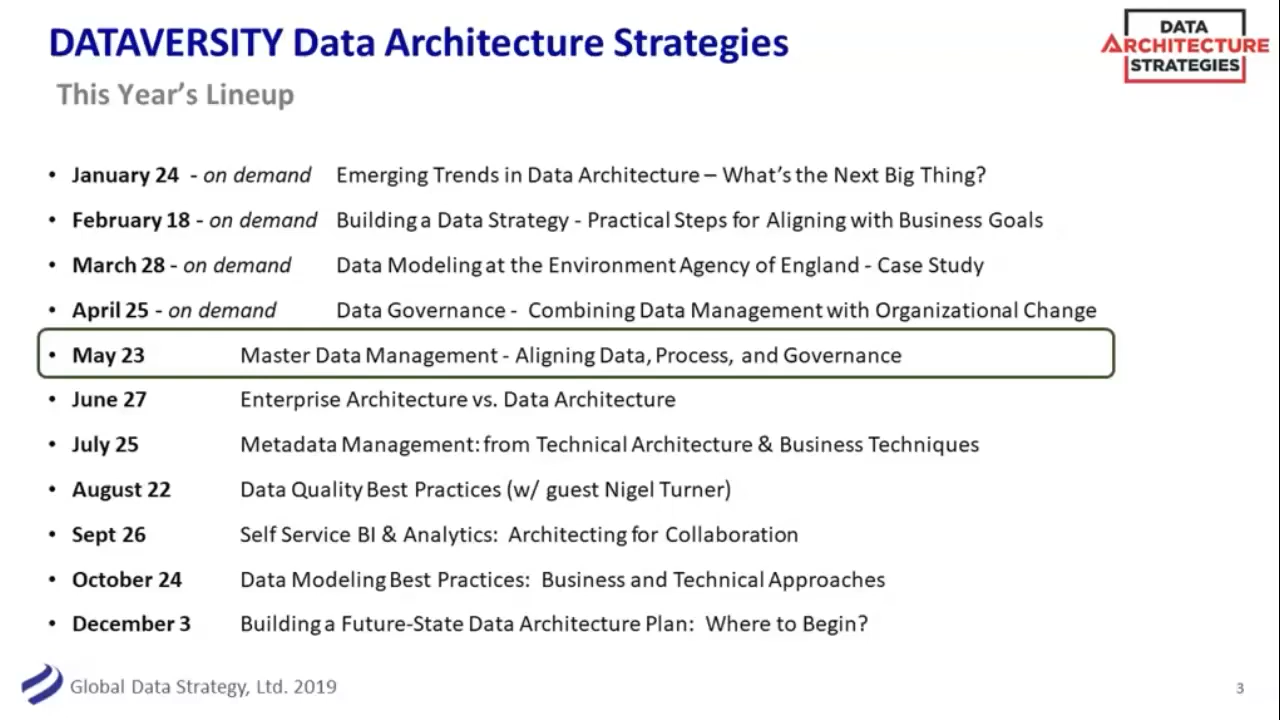 DATAVERSITY Data Architecture Strategies
DATA
ARCHITECTURE
STRATEGIES
This Year's Lineup
• January 24 - on demand Emerging Trends in Data Architecture – What's the Next Big Thing?
• February 18 - on demand Building a Data Strategy - Practical Steps for Aligning with Business Goals
• March 28 - on demand Data Modeling at the Environment Agency of England - Case Study
• April 25 - on demand Data Governance - Combining Data Management with Organizational Change
• May 23 Master Data Management - Aligning Data, Process, and Governance
• June 27 Enterprise Architecture vs. Data Architecture
• July 25 Metadata Management: from Technical Architecture & Business Techniques
• August 22 Data Quality Best Practices (w/ guest Nigel Turner)
• Sept 26 Self Service BI & Analytics: Architecting for Collaboration
• October 24 Data Modeling Best Practices: Business and Technical Approaches
• December 3 Building a Future-State Data Architecture Plan: Where to Begin?
Global Data Strategy, Ltd. 2019
3